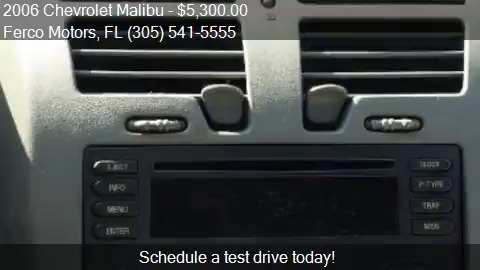 2006 Chevrolet Malibu - $5,300.00
Ferco Motors, FL (305) 541-5555
EJECT
INFO
P-TYPE
MENU
TRAF
ENTER
Schedule a test drive today!